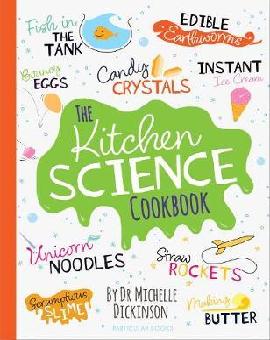 Fish in
THE
TANK
EDIBLE
Earthworms
Bouncy
EGGS
Candy
CRYSTALS
INSTANT
Ice Cream
THE
Kitchen
SCIENCE
COOKBOOK
Unicorn
NOODLES
Straw
ROCKETS
Scrumptious
SLIME
BY DR MICHELLE
DICKINSON
Making
BUTTER
PARTICULAR BOOKS